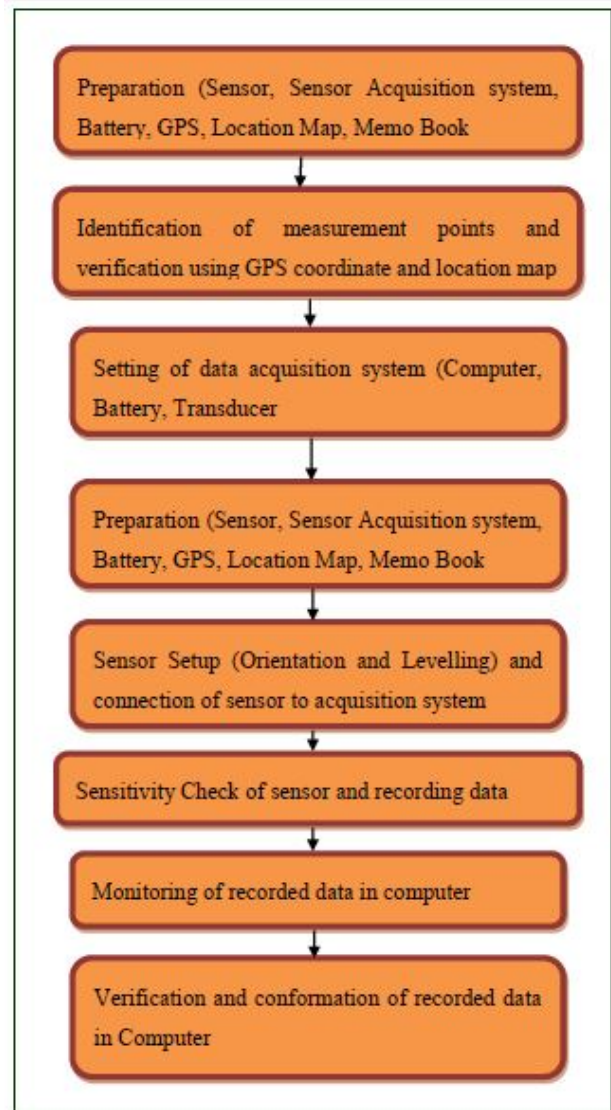 Preparation (Sensor, Sensor Acquisition system,
Battery, GPS, Location Map, Memo Book
Identification of measurement points and
verification using GPS coordinate and location map
Setting of data acquisition system (Computer,
Battery, Transducer
Preparation (Sensor, Sensor Acquisition system,
Battery, GPS, Location Map, Memo Book
Sensor Setup (Orientation and Levelling) and
connection of sensor to acquisition system
Sensitivity Check of sensor and recording data
Monitoring of recorded data in computer
Verification and conformation of recorded data
in Computer